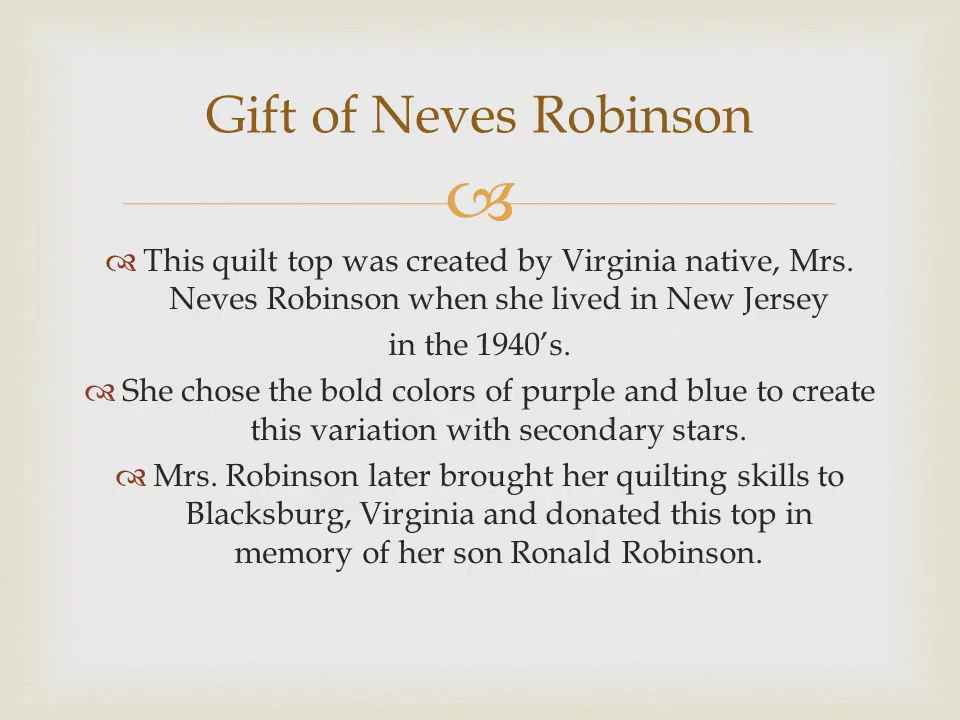 Gift of Neves Robinson
This quilt top was created by Virginia native, Mrs.
Neves Robinson when she lived in New Jersey
in the 1940’s.
She chose the bold colors of purple and blue to create
this variation with secondary stars.
Mrs. Robinson later brought her quilting skills to
Blacksburg, Virginia and donated this top in
memory of her son Ronald Robinson.